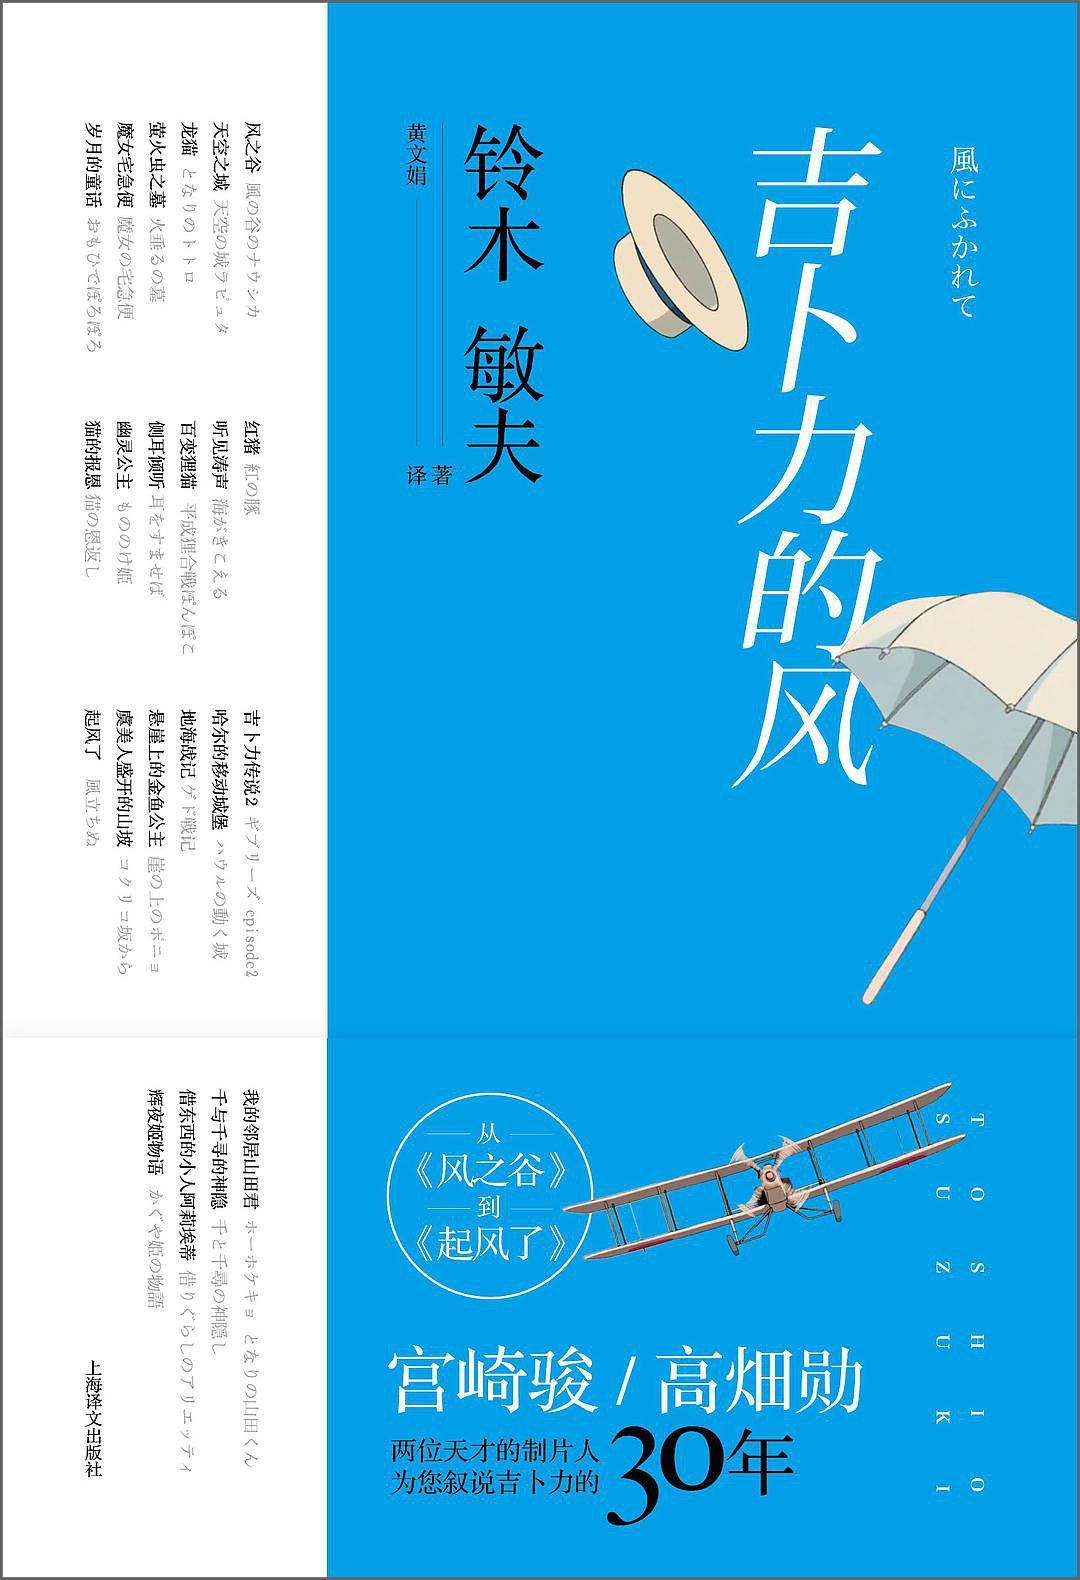 風にふかれて
吉卜力的风
铃木 敏夫 著
黄文娟 译
风之谷 風の谷のナウシカ
天空之城 天空の城ラピュタ
龙猫 となりのトトロ
萤火虫之墓 火垂るの墓
魔女宅急便 魔女の宅急便
岁月的童话 おもひでぽろぽろ
红猪 紅の豚
听见涛声 海がきこえる
百变狸猫 平成狸合戦ぽんぽこ
侧耳倾听 耳をすませば
幽灵公主 もののけ姫
猫的报恩 猫の恩返し
吉卜力传说2 ギブリーズ episode2
哈尔的移动城堡 ハウルの動く城
地海战记 ゲド戦记
悬崖上的金鱼公主 崖の上のポニョ
虞美人盛开的山坡 コクリコ坂から
起风了 風立ちぬ
我的邻居山田君 ホーホケキョ となりの山田くん
千与千寻的神隐 千と千尋の神隠し
借东西的小人阿莉埃蒂 借りぐらしのアリエッティ
辉夜姬物语 かぐや姫の物語
上海译文出版社
TOSHIO
SUZUKI
从
《风之谷》
到
《起风了》
宫崎骏 / 高畑勋
两位天才的制片人
为您叙说吉卜力的
30年